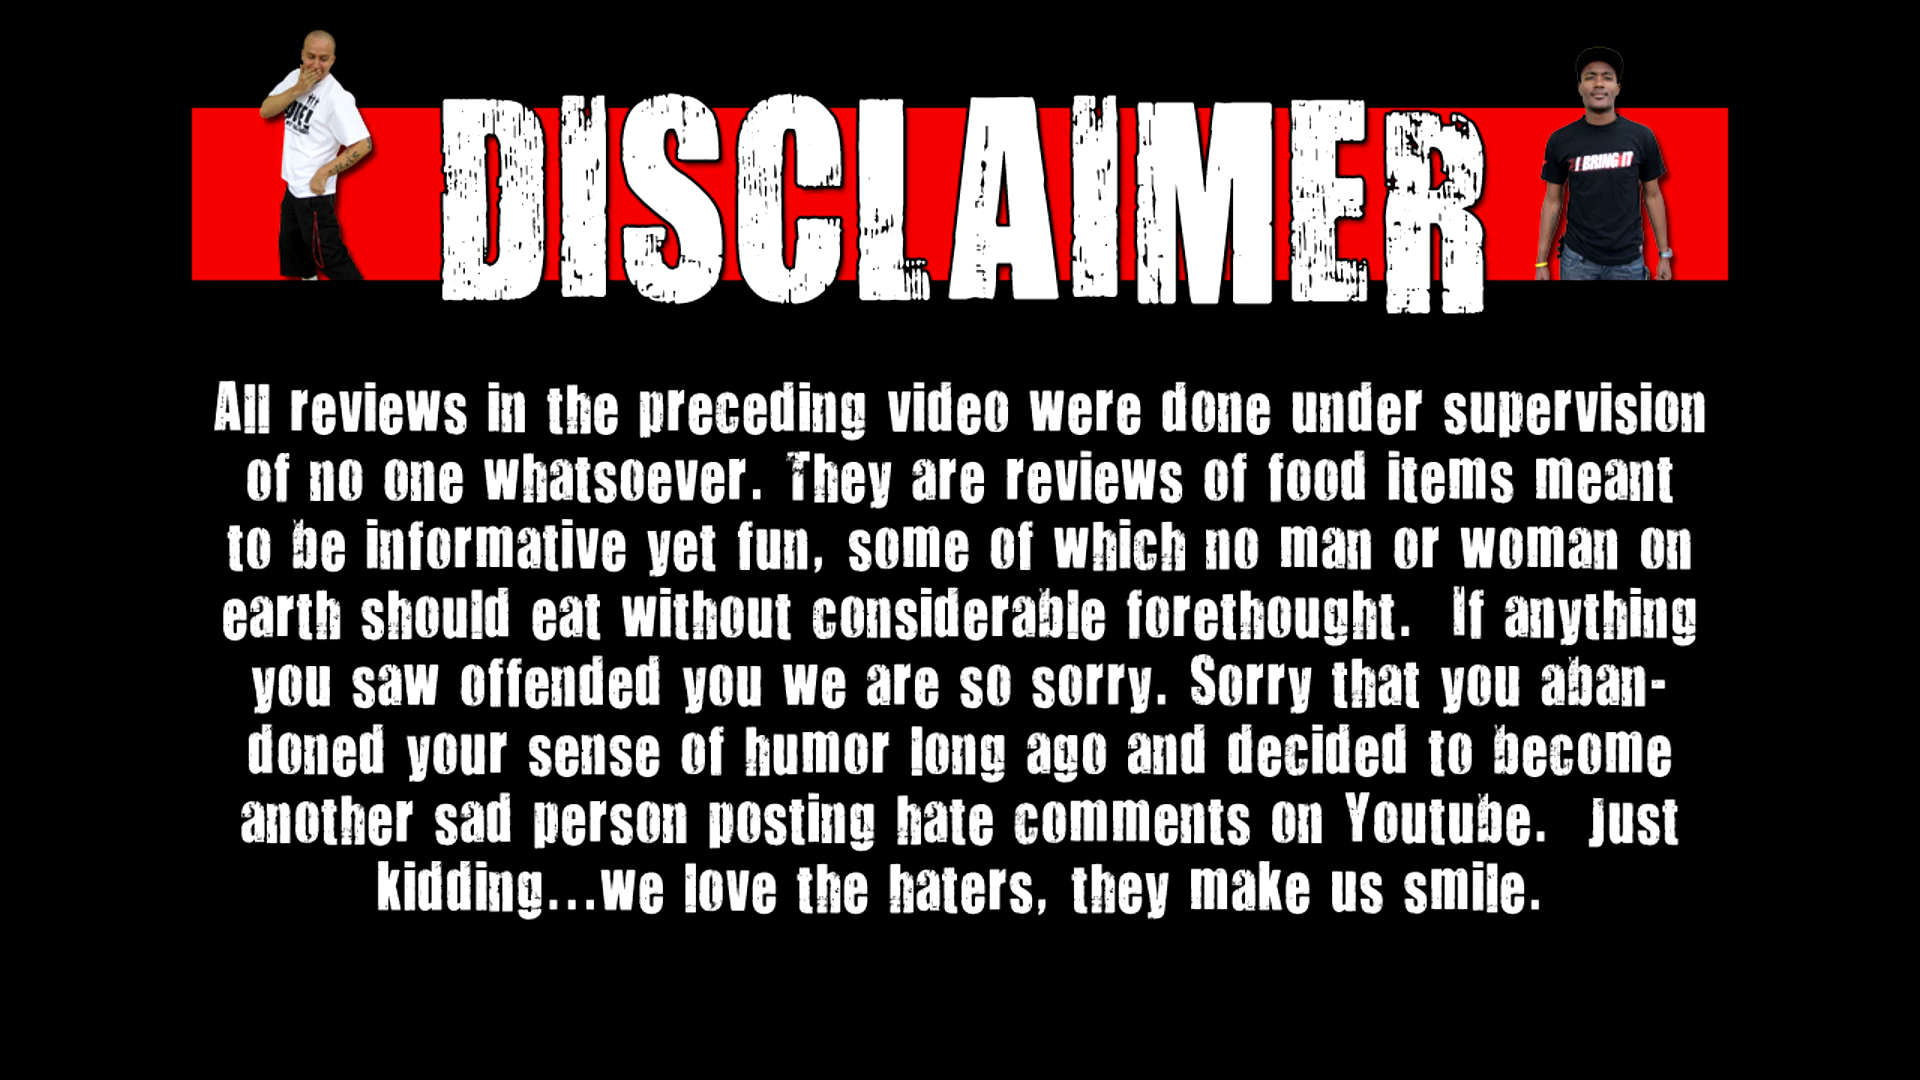 DISCLAIMER
DIET
I BRING IT
All reviews in the preceding video were done under supervision
of no one whatsoever. They are reviews of food items meant
to be informative yet fun, some of which no man or woman on
earth should eat without considerable forethought.  If anything
you saw offended you we are so sorry. Sorry that you aban-
doned your sense of humor long ago and decided to become
another sad person posting hate comments on Youtube.  Just
kidding...we love the haters, they make us smile.